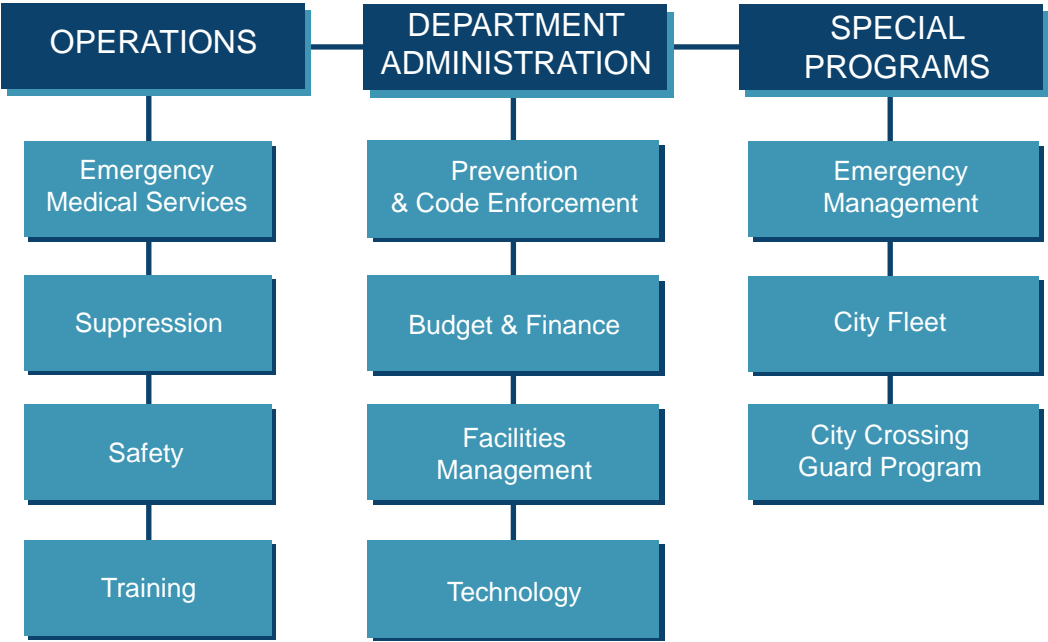 OPERATIONS
Emergency
Medical Services
Suppression
Safety
Training
DEPARTMENT
ADMINISTRATION
Prevention
& Code Enforcement
Budget & Finance
Facilities
Management
Technology
SPECIAL
PROGRAMS
Emergency
Management
City Fleet
City Crossing
Guard Program